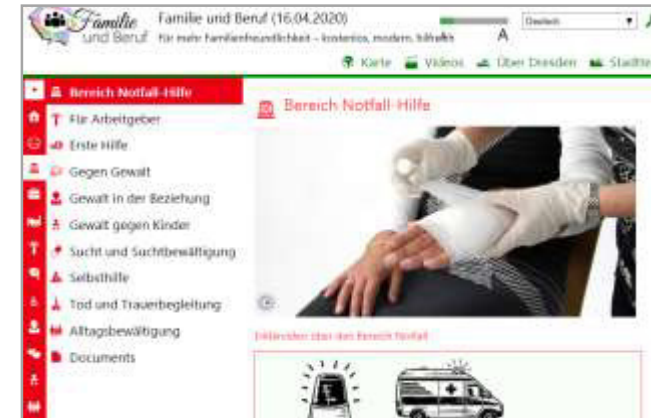 Familie
und Beruf
Familie und Beruf (16.04.2020)
für mehr Familienfreundlichkeit – kostenlos, modern, hilfreich
A
Deutsch
Karte
Videos
Über Dresden
Stadtte
Bereich Notfall-Hilfe
Für Arbeitgeber
Erste Hilfe
Gegen Gewalt
Gewalt in der Beziehung
Gewalt gegen Kinder
Sucht und Suchtbewältigung
Selbsthilfe
Tod und Trauerbegleitung
Alltagsbewältigung
Documents
Bereich Notfall-Hilfe
über den Bereich Notfall